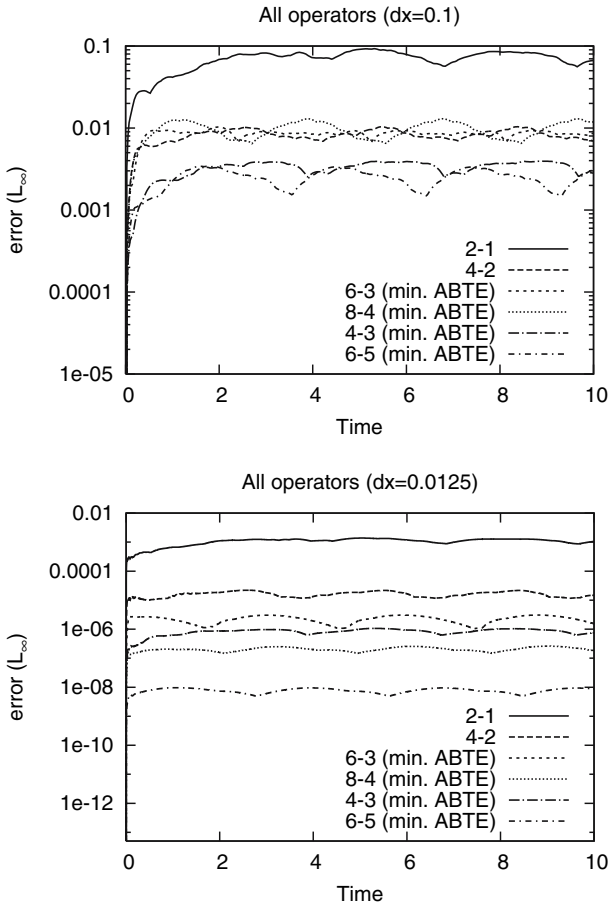 All operators (dx=0.1)
0.1
0.01
0.001
0.0001
1e-05
error (L∞)
2-1
4-2
6-3 (min. ABTE)
8-4 (min. ABTE)
4-3 (min. ABTE)
6-5 (min. ABTE)
0 2 4 6 8 10
Time
All operators (dx=0.0125)
0.01
0.0001
1e-06
1e-08
1e-10
1e-12
error (L∞)
2-1
4-2
6-3 (min. ABTE)
8-4 (min. ABTE)
4-3 (min. ABTE)
6-5 (min. ABTE)
0 2 4 6 8 10
Time